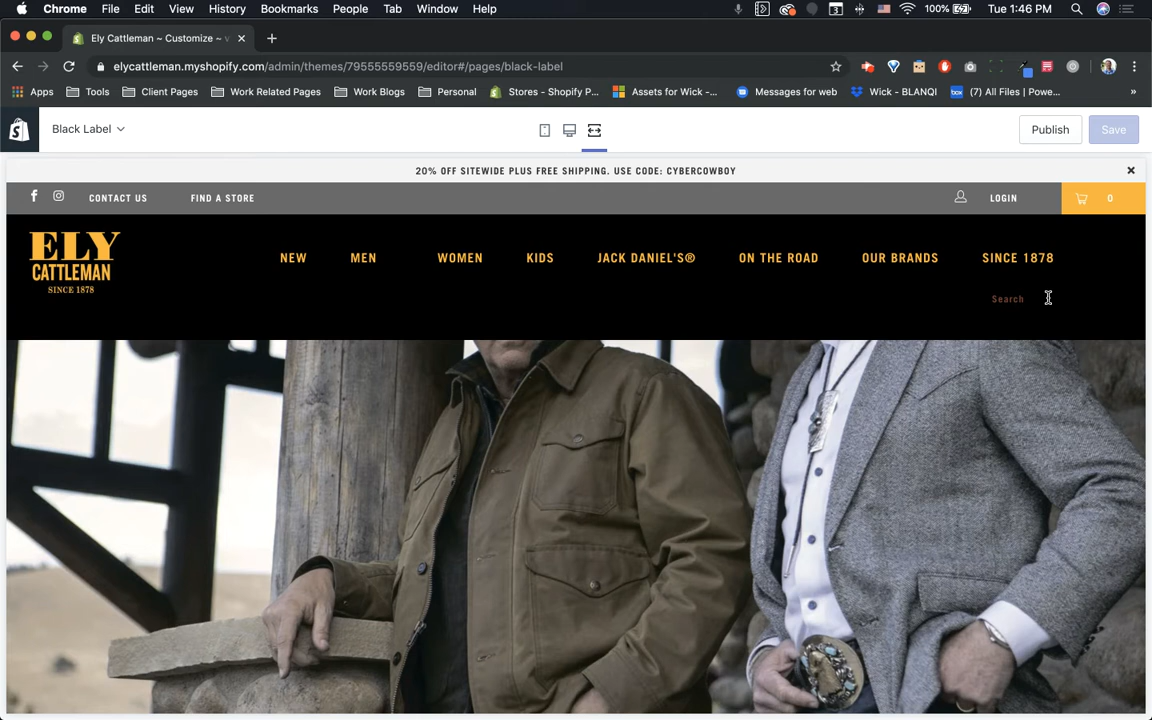 Chrome File Edit View History Bookmarks People Tab Window Help 3 100% Tue 1:46 PM
Ely Cattleman ~ Customize ~
elycattleman.myshopify.com/admin/themes/79555559559/editor#/pages/black-label
Apps Tools Client Pages Work Related Pages Work Blogs Personal Stores - Shopify P... Assets for Wick -... Messages for web Wick - BLANQI box (7) All Files | Powe... »
Black Label Publish Save
20% OFF SITEWIDE PLUS FREE SHIPPING. USE CODE: CYBERCOWBOY
CONTACT US FIND A STORE LOGIN 0
ELY
CATTLEMAN
SINCE 1878
NEW MEN WOMEN KIDS JACK DANIEL'S® ON THE ROAD OUR BRANDS SINCE 1878
Search